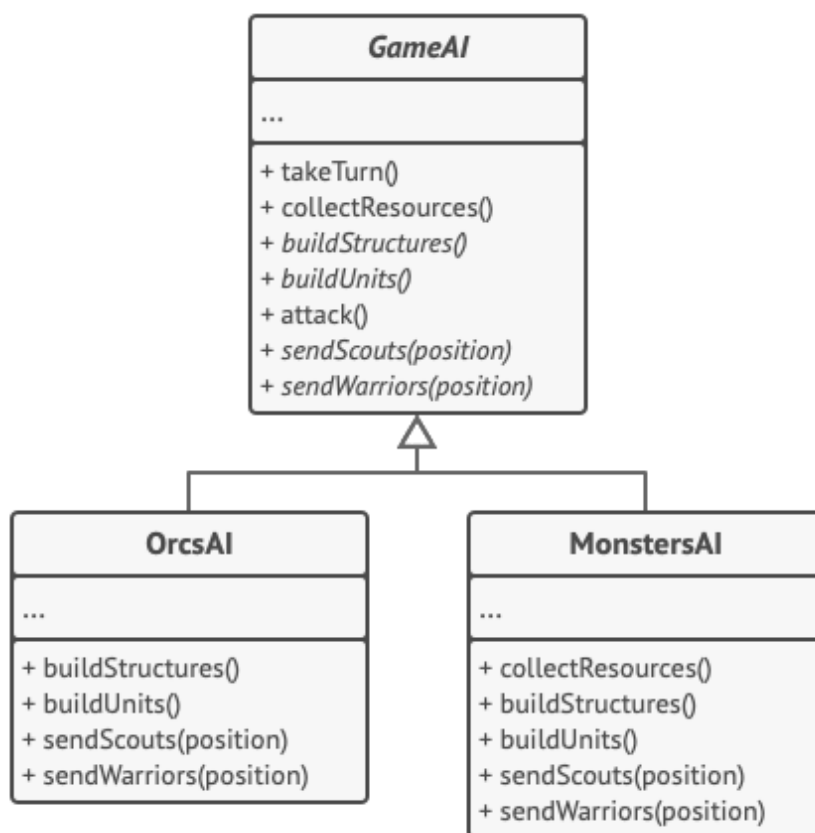 GameAI
...
+ takeTurn()
+ collectResources()
+ buildStructures()
+ buildUnits()
+ attack()
+ sendScouts(position)
+ sendWarriors(position)
OrcsAI
...
+ buildStructures()
+ buildUnits()
+ sendScouts(position)
+ sendWarriors(position)
MonstersAI
...
+ collectResources()
+ buildStructures()
+ buildUnits()
+ sendScouts(position)
+ sendWarriors(position)